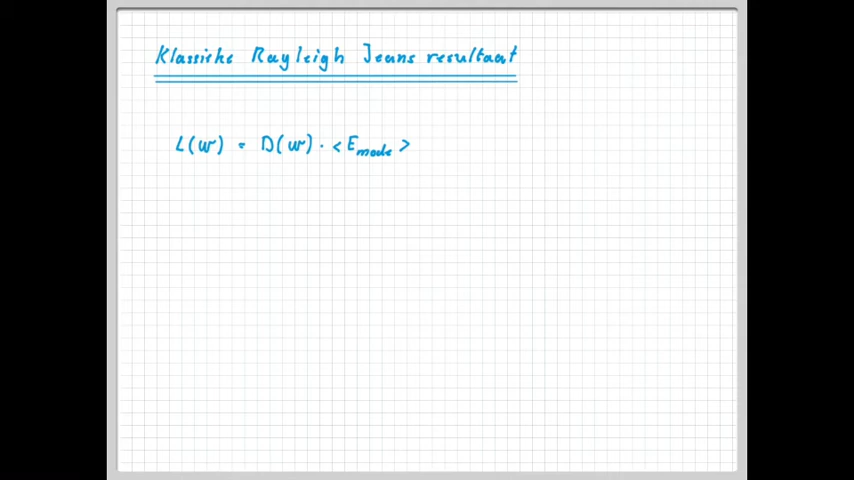 Klassieke Rayleigh Jeans resultaat
L(w) = D(w) · <E_mode>